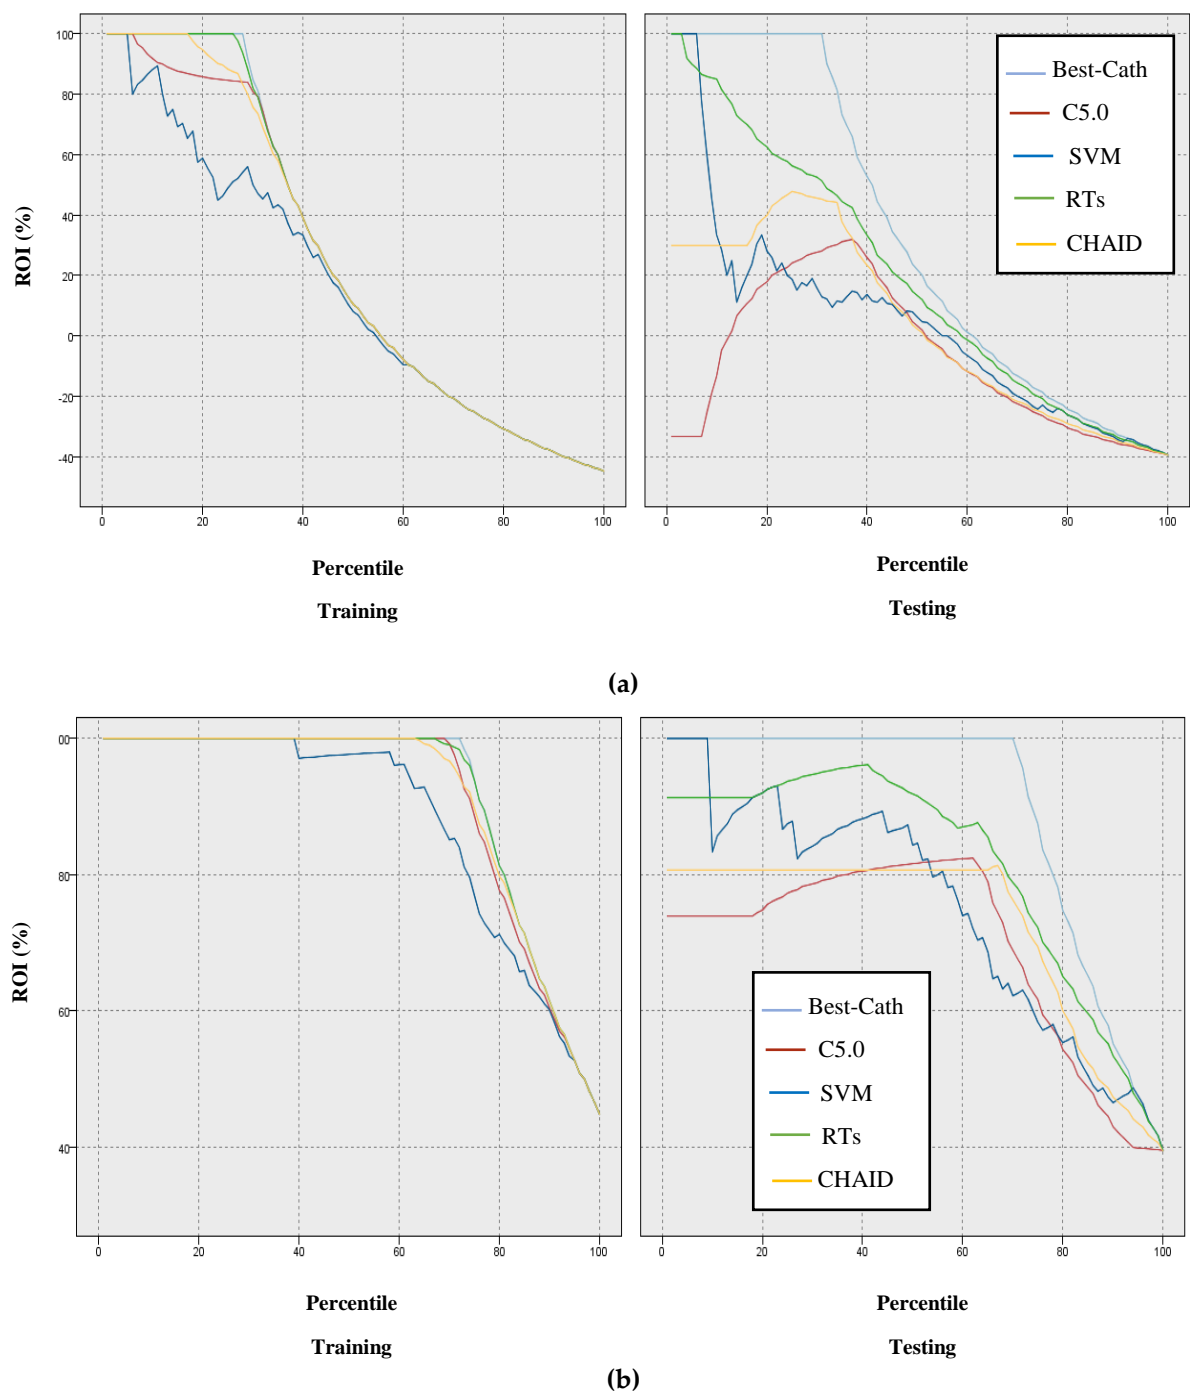 ROI (%)
100
80
60
40
20
0
-20
-40
0 20 40 60 80 100
Percentile
Training
Best-Cath
C5.0
SVM
RTs
CHAID
0 20 40 60 80 100
Percentile
Testing
(a)
ROI (%)
00
80
60
40
0 20 40 60 80 100
Percentile
Training
Best-Cath
C5.0
SVM
RTs
CHAID
0 20 40 60 80 100
Percentile
Testing
(b)